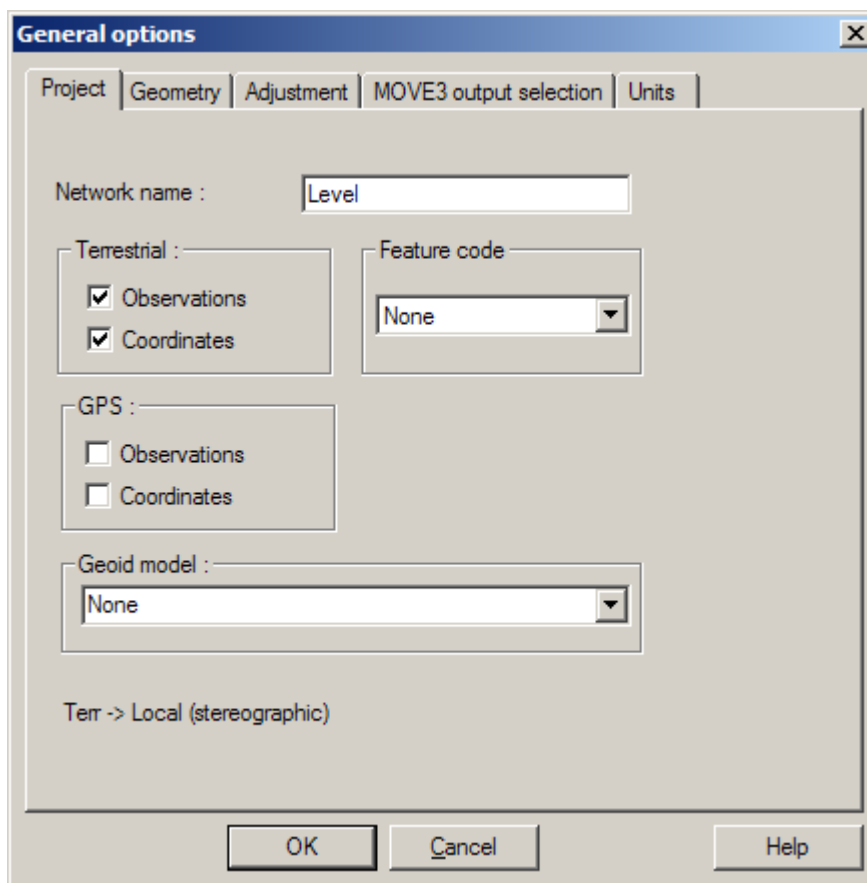 General options
Project Geometry Adjustment MOVE3 output selection Units
Network name : Level
Terrestrial :
Observations
Coordinates
Feature code
None
GPS :
Observations
Coordinates
Geoid model :
None
Terr -> Local (stereographic)
OK Cancel Help